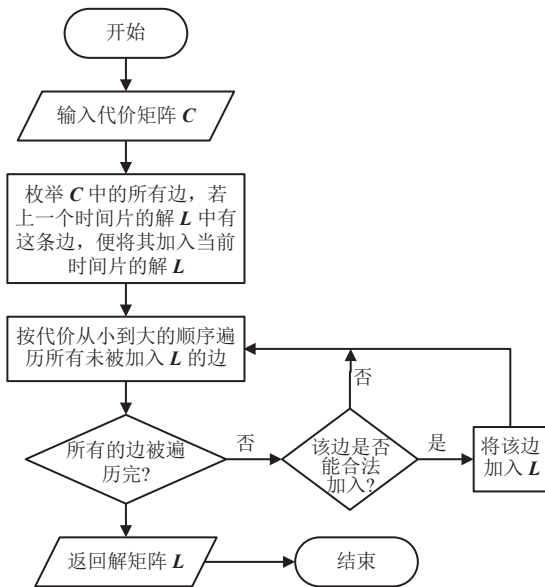 开始
输入代价矩阵 C
枚举 C 中的所有边，若
上一个时间片的解 L 中有
这条边，便将其加入当前
时间片的解 L
按代价从小到大的顺序遍
历所有未被加入 L 的边
否
所有的边被遍
历完?
否
该边是否
能合法
加入?
是
将该边
加入 L
返回解矩阵 L
结束